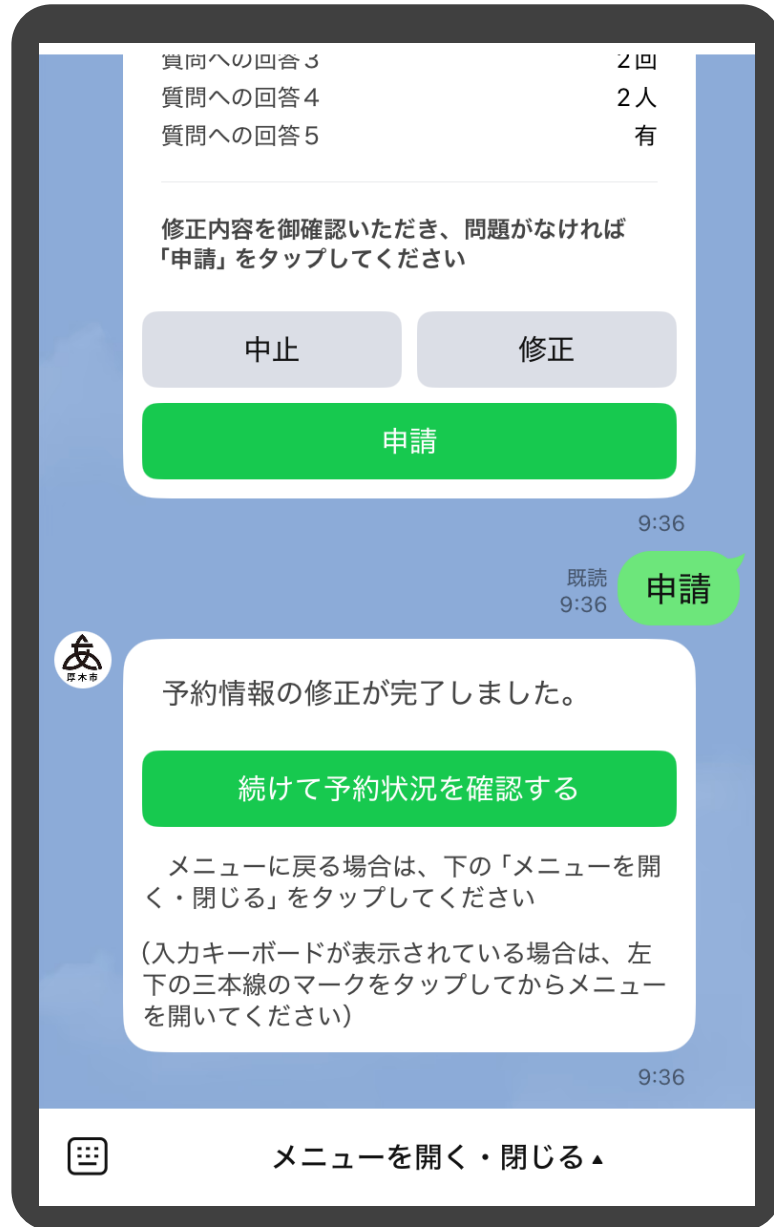 質問への回答3 2回
質問への回答4 2人
質問への回答5 有
修正内容を御確認いただき、問題がなければ
「申請」をタップしてください
中止 修正
申請
9:36
既読
9:36
申請
厚木市
予約情報の修正が完了しました。
続けて予約状況を確認する
メニューに戻る場合は、下の「メニューを開
く・閉じる」をタップしてください
(入力キーボードが表示されている場合は、左
下の三本線のマークをタップしてからメニュー
を開いてください)
9:36
メニューを開く・閉じる▲